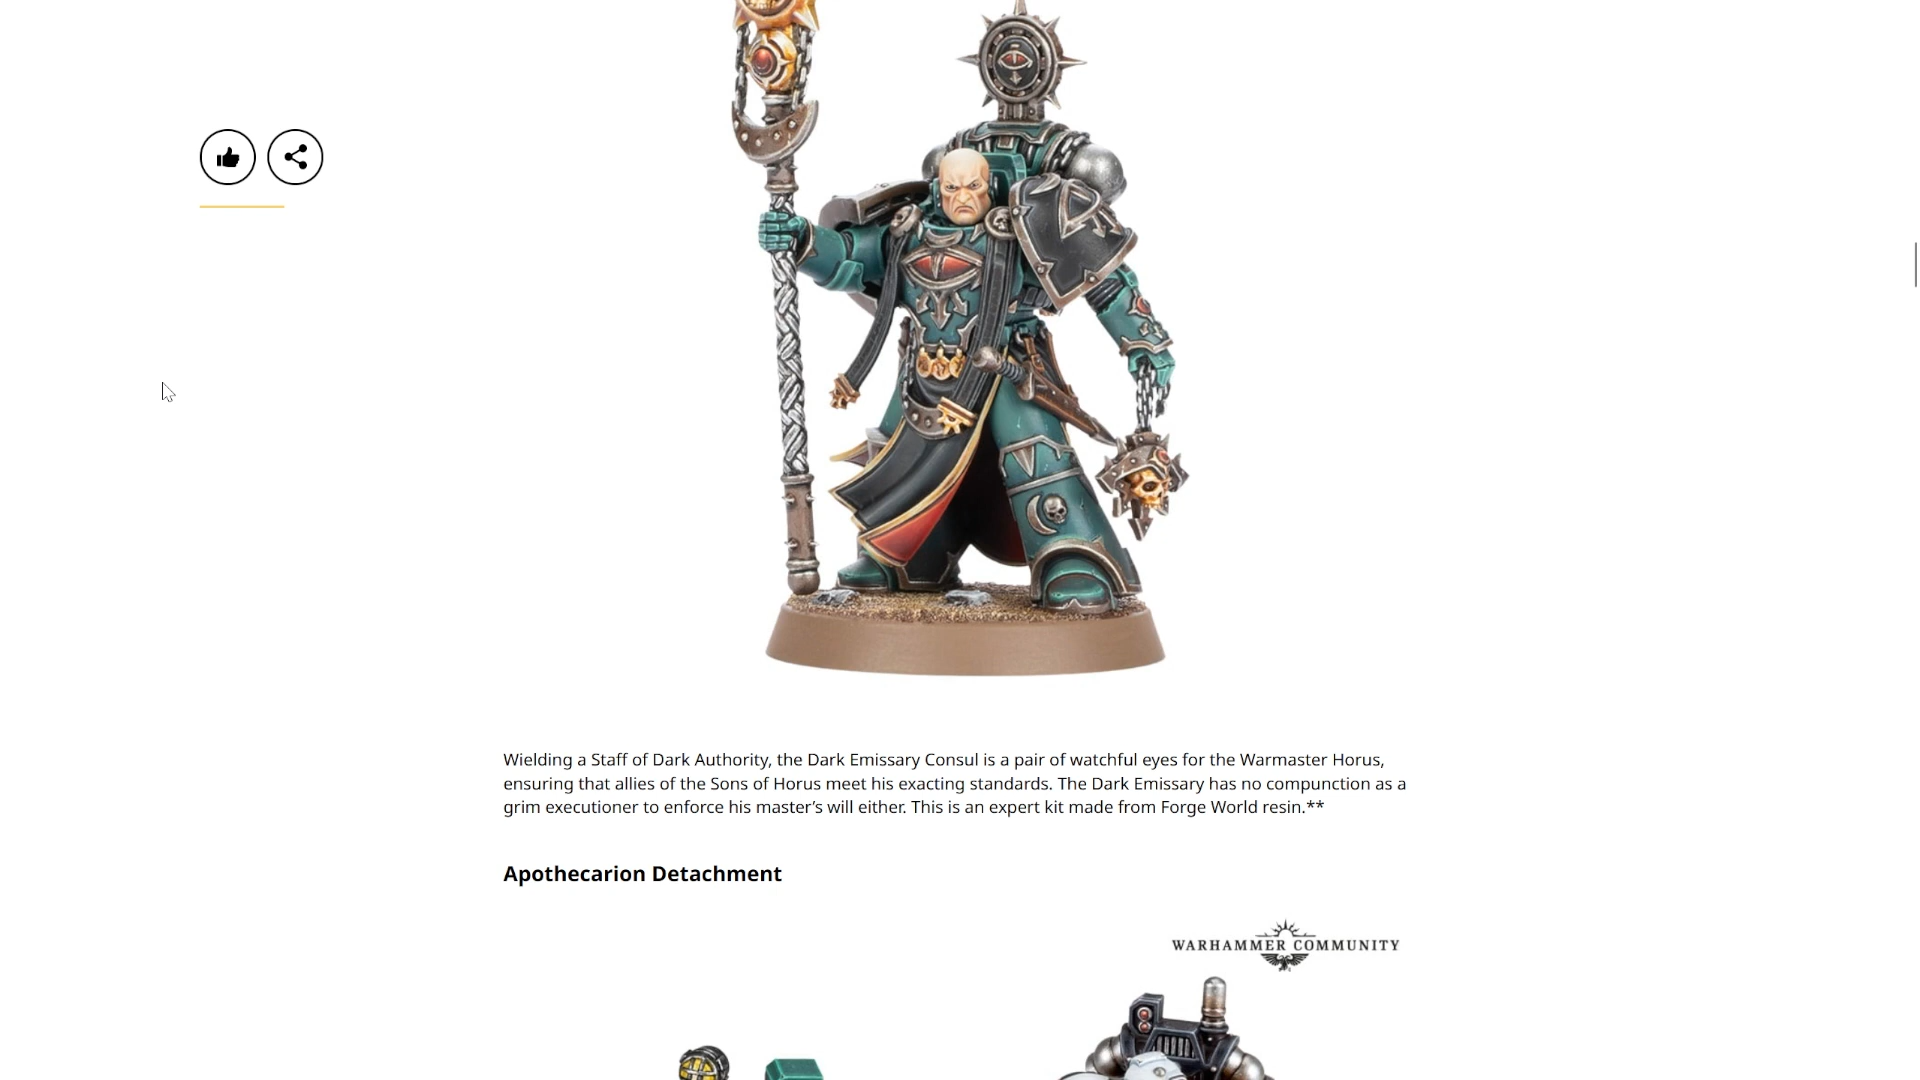 Wielding a Staff of Dark Authority, the Dark Emissary Consul is a pair of watchful eyes for the Warmaster Horus,
ensuring that allies of the Sons of Horus meet his exacting standards. The Dark Emissary has no compunction as a
grim executioner to enforce his master’s will either. This is an expert kit made from Forge World resin.**
Apothecarion Detachment
WARHAMMER COMMUNITY